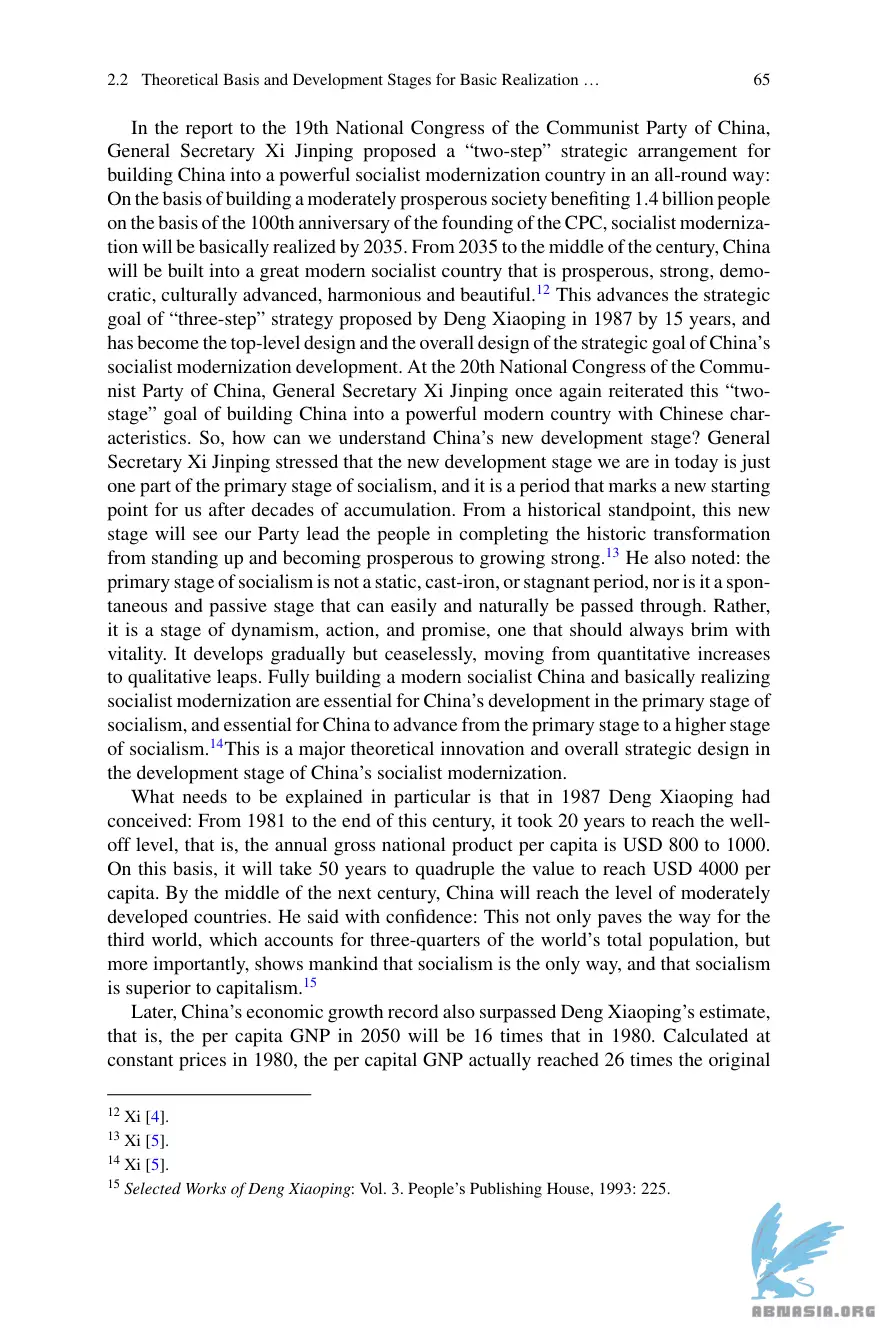 2.2 Theoretical Basis and Development Stages for Basic Realization … 65
In the report to the 19th National Congress of the Communist Party of China,
General Secretary Xi Jinping proposed a “two-step” strategic arrangement for
building China into a powerful socialist modernization country in an all-round way:
On the basis of building a moderately prosperous society benefiting 1.4 billion people
on the basis of the 100th anniversary of the founding of the CPC, socialist moderniza-
tion will be basically realized by 2035. From 2035 to the middle of the century, China
will be built into a great modern socialist country that is prosperous, strong, demo-
cratic, culturally advanced, harmonious and beautiful.12 This advances the strategic
goal of “three-step” strategy proposed by Deng Xiaoping in 1987 by 15 years, and
has become the top-level design and the overall design of the strategic goal of China’s
socialist modernization development. At the 20th National Congress of the Commu-
nist Party of China, General Secretary Xi Jinping once again reiterated this “two-
stage” goal of building China into a powerful modern country with Chinese char-
acteristics. So, how can we understand China’s new development stage? General
Secretary Xi Jinping stressed that the new development stage we are in today is just
one part of the primary stage of socialism, and it is a period that marks a new starting
point for us after decades of accumulation. From a historical standpoint, this new
stage will see our Party lead the people in completing the historic transformation
from standing up and becoming prosperous to growing strong.13 He also noted: the
primary stage of socialism is not a static, cast-iron, or stagnant period, nor is it a spon-
taneous and passive stage that can easily and naturally be passed through. Rather,
it is a stage of dynamism, action, and promise, one that should always brim with
vitality. It develops gradually but ceaselessly, moving from quantitative increases
to qualitative leaps. Fully building a modern socialist China and basically realizing
socialist modernization are essential for China’s development in the primary stage of
socialism, and essential for China to advance from the primary stage to a higher stage
of socialism.14This is a major theoretical innovation and overall strategic design in
the development stage of China’s socialist modernization.
What needs to be explained in particular is that in 1987 Deng Xiaoping had
conceived: From 1981 to the end of this century, it took 20 years to reach the well-
off level, that is, the annual gross national product per capita is USD 800 to 1000.
On this basis, it will take 50 years to quadruple the value to reach USD 4000 per
capita. By the middle of the next century, China will reach the level of moderately
developed countries. He said with confidence: This not only paves the way for the
third world, which accounts for three-quarters of the world’s total population, but
more importantly, shows mankind that socialism is the only way, and that socialism
is superior to capitalism.15
Later, China’s economic growth record also surpassed Deng Xiaoping’s estimate,
that is, the per capita GNP in 2050 will be 16 times that in 1980. Calculated at
constant prices in 1980, the per capital GNP actually reached 26 times the original
12 Xi [4].
13 Xi [5].
14 Xi [5].
15 Selected Works of Deng Xiaoping: Vol. 3. People’s Publishing House, 1993: 225.
ABNASIA.ORG